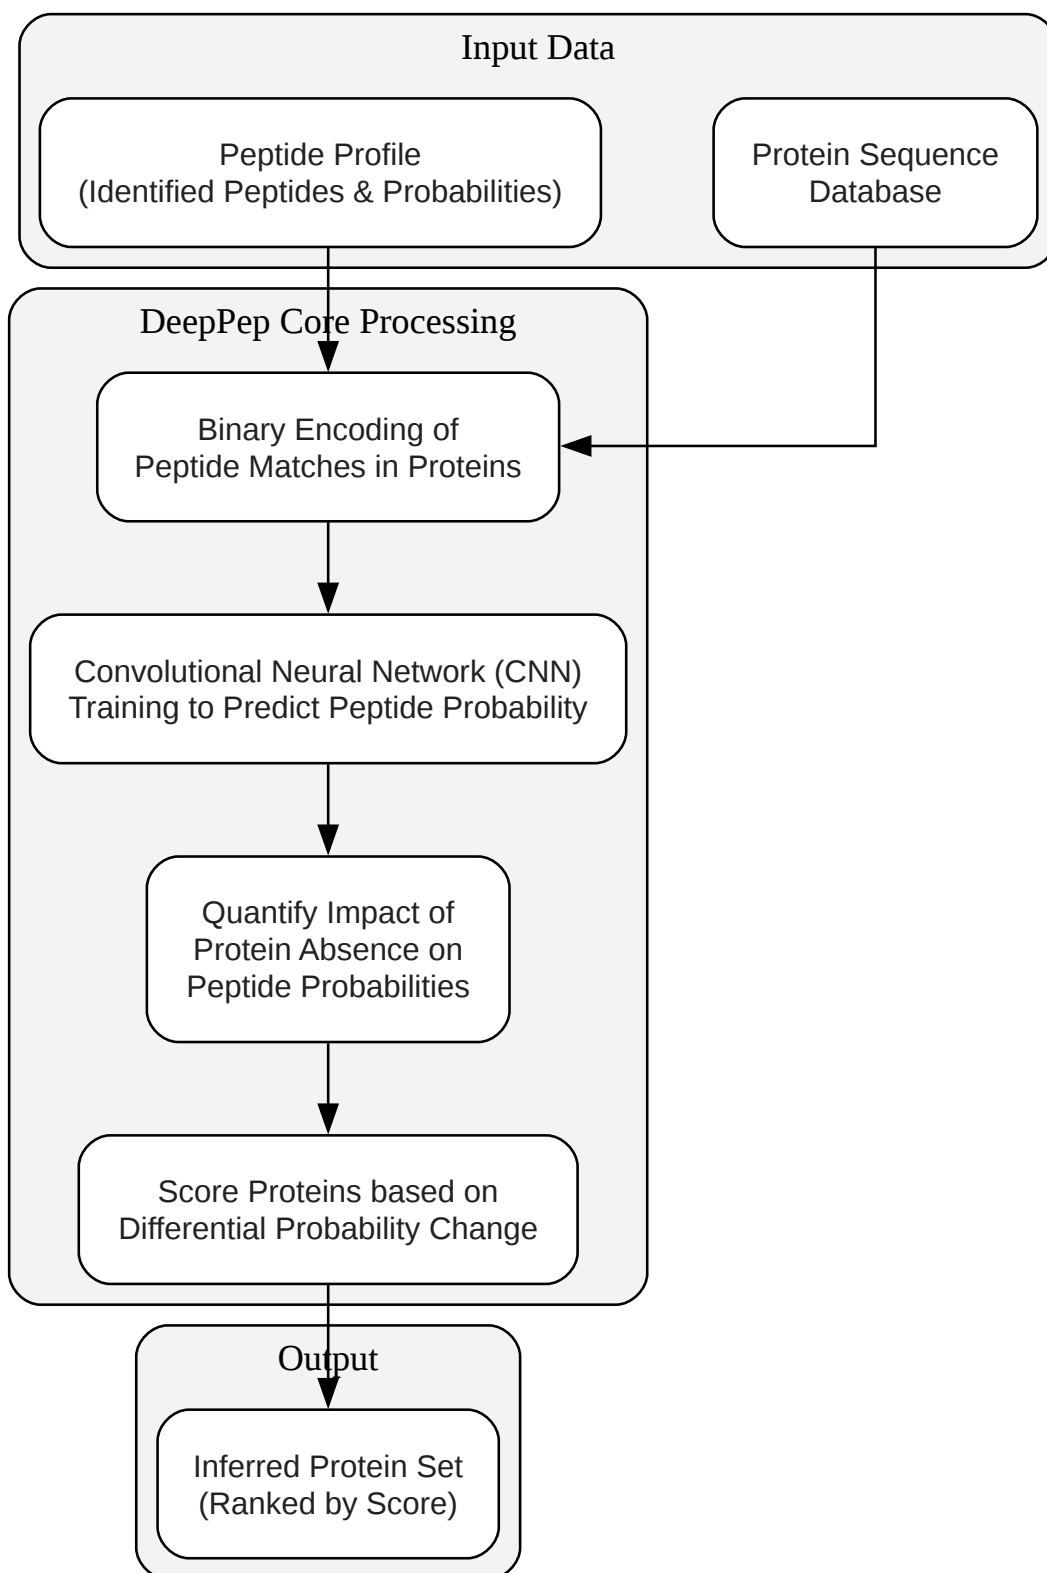 Input Data
Peptide Profile
(Identified Peptides & Probabilities)
Protein Sequence
Database
DeepPep Core Processing
Binary Encoding of
Peptide Matches in Proteins
Convolutional Neural Network (CNN)
Training to Predict Peptide Probability
Quantify Impact of
Protein Absence on
Peptide Probabilities
Score Proteins based on
Differential Probability Change
Output
Inferred Protein Set
(Ranked by Score)